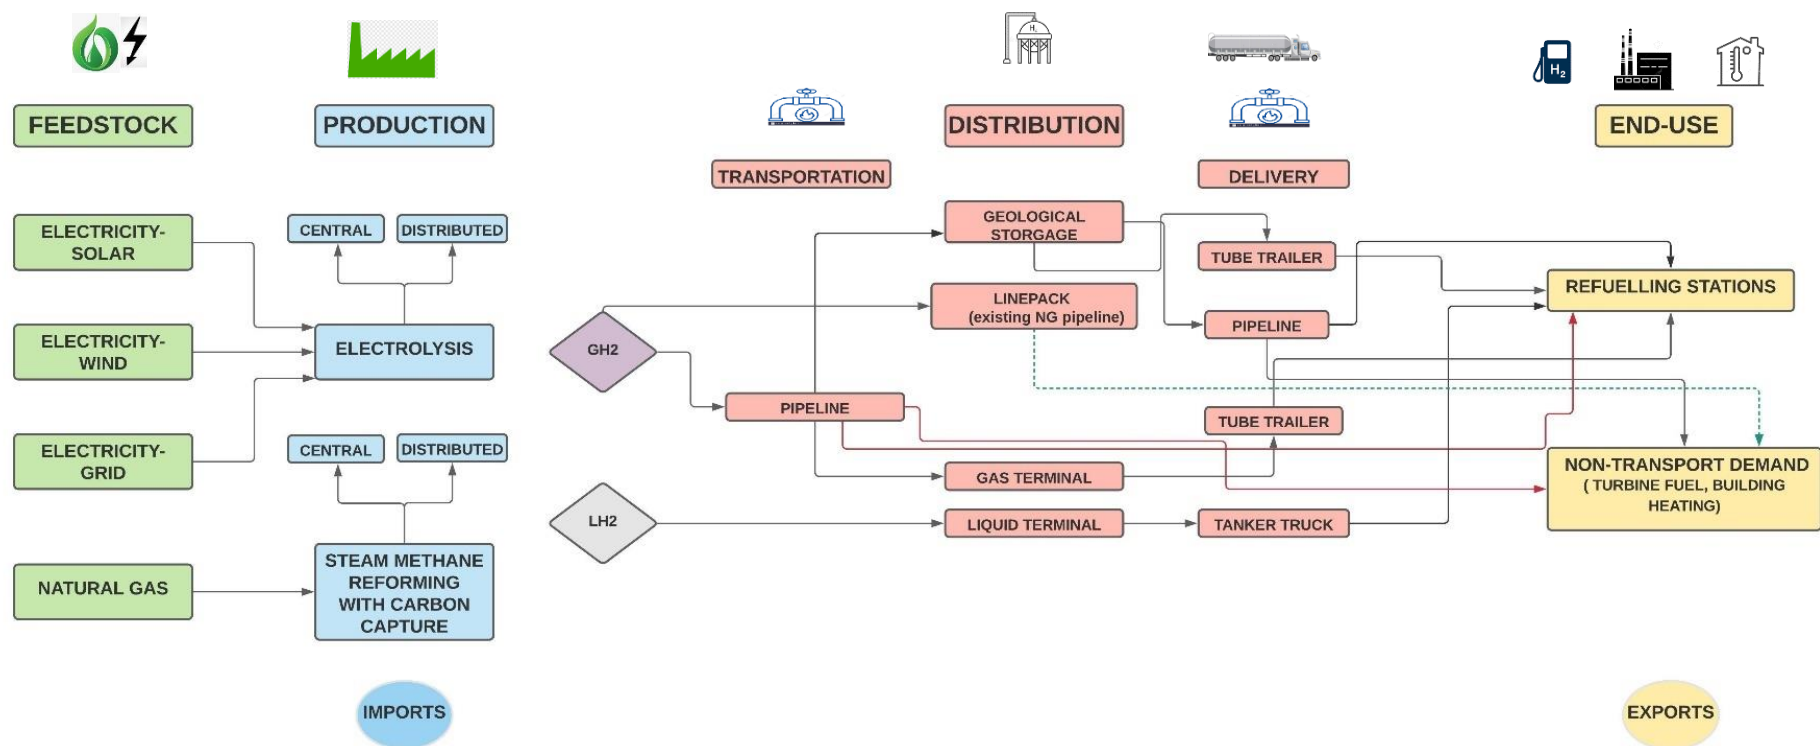 FEEDSTOCK
PRODUCTION
DISTRIBUTION
END-USE
H₂
H₂
TRANSPORTATION
DELIVERY
ELECTRICITY-
SOLAR
CENTRAL
DISTRIBUTED
GEOLOGICAL
STORGAGE
TUBE TRAILER
REFUELLING STATIONS
LINEPACK
(existing NG pipeline)
PIPELINE
ELECTRICITY-
WIND
ELECTROLYSIS
GH2
PIPELINE
TUBE TRAILER
ELECTRICITY-
GRID
CENTRAL
DISTRIBUTED
GAS TERMINAL
NON-TRANSPORT DEMAND
( TURBINE FUEL, BUILDING
HEATING)
LH2
LIQUID TERMINAL
TANKER TRUCK
NATURAL GAS
STEAM METHANE
REFORMING
WITH CARBON
CAPTURE
IMPORTS
EXPORTS